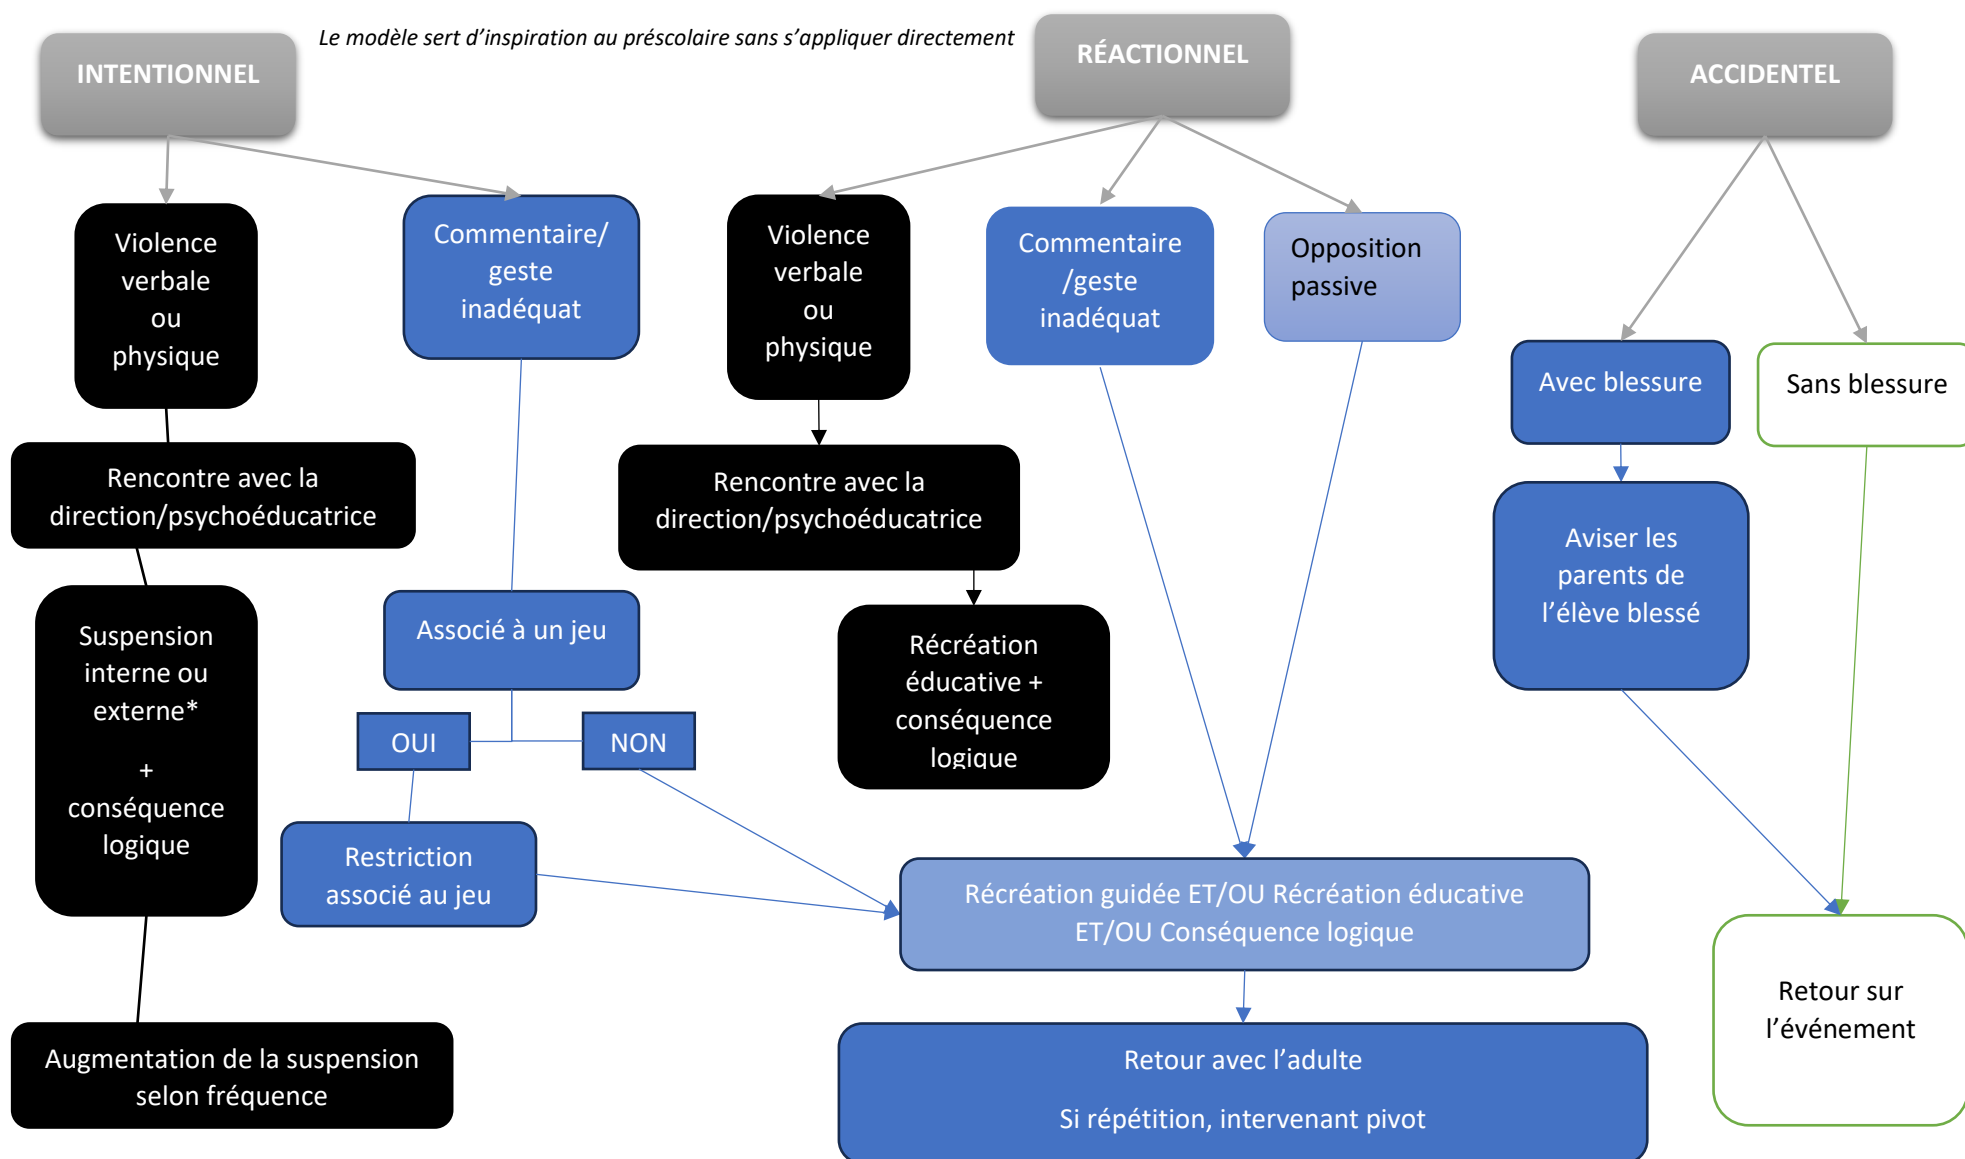 Le modèle sert d’inspiration au préscolaire sans s’appliquer directement
INTENTIONNEL
RÉACTIONNEL
ACCIDENTEL
Violence
verbale
ou
physique
Commentaire/
geste
inadéquat
Violence
verbale
ou
physique
Commentaire
/geste
inadéquat
Opposition
passive
Avec blessure
Sans blessure
Rencontre avec la
direction/psychoéducatrice
Rencontre avec la
direction/psychoéducatrice
Aviser les
parents de
l’élève blessé
Suspension
interne ou
externe*
+
conséquence
logique
Associé à un jeu
OUI
NON
Récréation
éducative +
conséquence
logique
Restriction
associé au jeu
Récréation guidée ET/OU Récréation éducative
ET/OU Conséquence logique
Retour sur
l’événement
Augmentation de la suspension
selon fréquence
Retour avec l’adulte
Si répétition, intervenant pivot